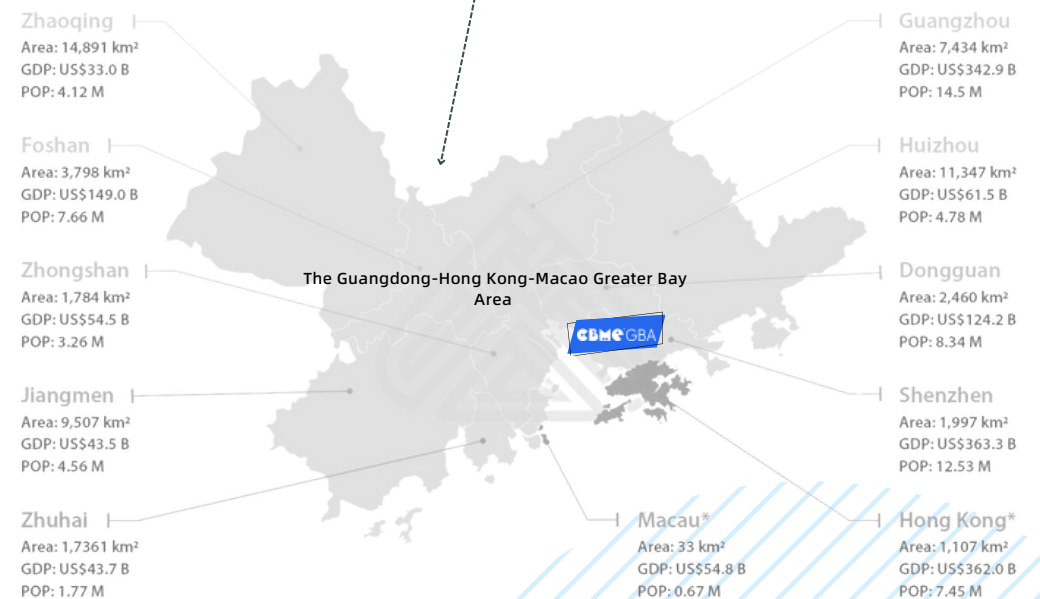 Zhaoqing
Area: 14,891 km²
GDP: US$33.0 B
POP: 4.12 M
Foshan
Area: 3,798 km²
GDP: US$149.0 B
POP: 7.66 M
Zhongshan
Area: 1,784 km²
GDP: US$54.5 B
POP: 3.26 M
Jiangmen
Area: 9,507 km²
GDP: US$43.5 B
POP: 4.56 M
Zhuhai
Area: 1,7361 km²
GDP: US$43.7 B
POP: 1.77 M
The Guangdong-Hong Kong-Macao Greater Bay
Area
CBME GBA
Macau*
Area: 33 km²
GDP: US$54.8 B
POP: 0.67 M
Guangzhou
Area: 7,434 km²
GDP: US$342.9 B
POP: 14.5 M
Huizhou
Area: 11,347 km²
GDP: US$61.5 B
POP: 4.78 M
Dongguan
Area: 2,460 km²
GDP: US$124.2 B
POP: 8.34 M
Shenzhen
Area: 1,997 km²
GDP: US$363.3 B
POP: 12.53 M
Hong Kong*
Area: 1,107 km²
GDP: US$362.0 B
POP: 7.45 M